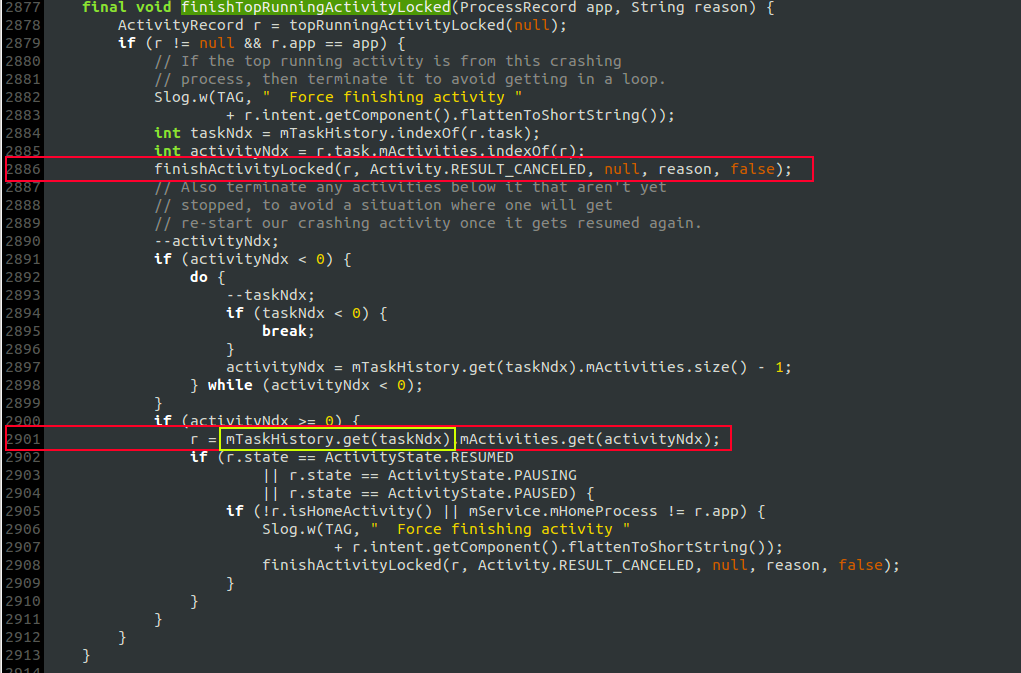 2877 final void finishTopRunningActivityLocked(ProcessRecord app, String reason) {
2878 ActivityRecord r = topRunningActivityLocked(null);
2879 if (r != null && r.app == app) {
2880 // If the top running activity is from this crashing
2881 // process, then terminate it to avoid getting in a loop.
2882 Slog.w(TAG, "  Force finishing activity "
2883 + r.intent.getComponent().flattenToShortString());
2884 int taskNdx = mTaskHistory.indexOf(r.task);
2885 int activityNdx = r.task.mActivities.indexOf(r);
2886 finishActivityLocked(r, Activity.RESULT_CANCELED, null, reason, false);
2887 // Also terminate any activities below it that aren't yet
2888 // stopped, to avoid a situation where one will get
2889 // re-start our crashing activity once it gets resumed again.
2890 --activityNdx;
2891 if (activityNdx < 0) {
2892 do {
2893 --taskNdx;
2894 if (taskNdx < 0) {
2895 break;
2896 }
2897 activityNdx = mTaskHistory.get(taskNdx).mActivities.size() - 1;
2898 } while (activityNdx < 0);
2899 }
2900 if (activityNdx >= 0) {
2901 r = mTaskHistory.get(taskNdx).mActivities.get(activityNdx);
2902 if (r.state == ActivityState.RESUMED
2903 || r.state == ActivityState.PAUSING
2904 || r.state == ActivityState.PAUSED) {
2905 if (!r.isHomeActivity() || mService.mHomeProcess != r.app) {
2906 Slog.w(TAG, "  Force finishing activity "
2907 + r.intent.getComponent().flattenToShortString());
2908 finishActivityLocked(r, Activity.RESULT_CANCELED, null, reason, false);
2909 }
2910 }
2911 }
2912 }
2913 }
2914